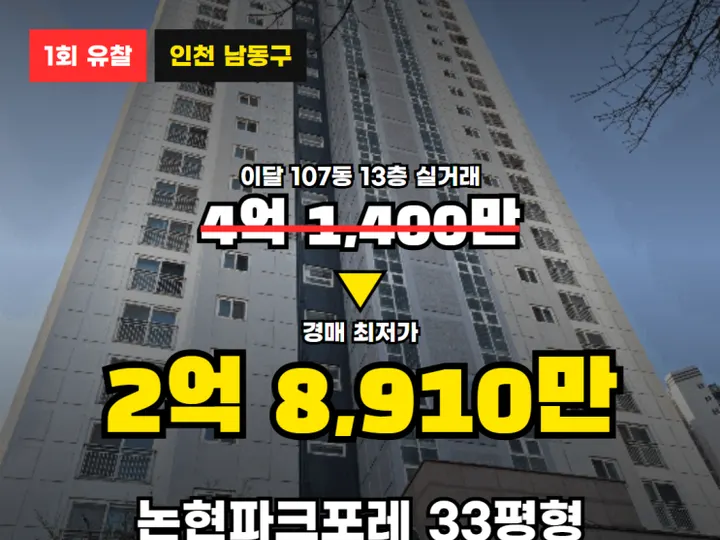 1회 유찰 인천 남동구
이달 107동 13층 실거래
4억 1,400만
경매 최저가
2억 8,910만
논현파크포레 33평형